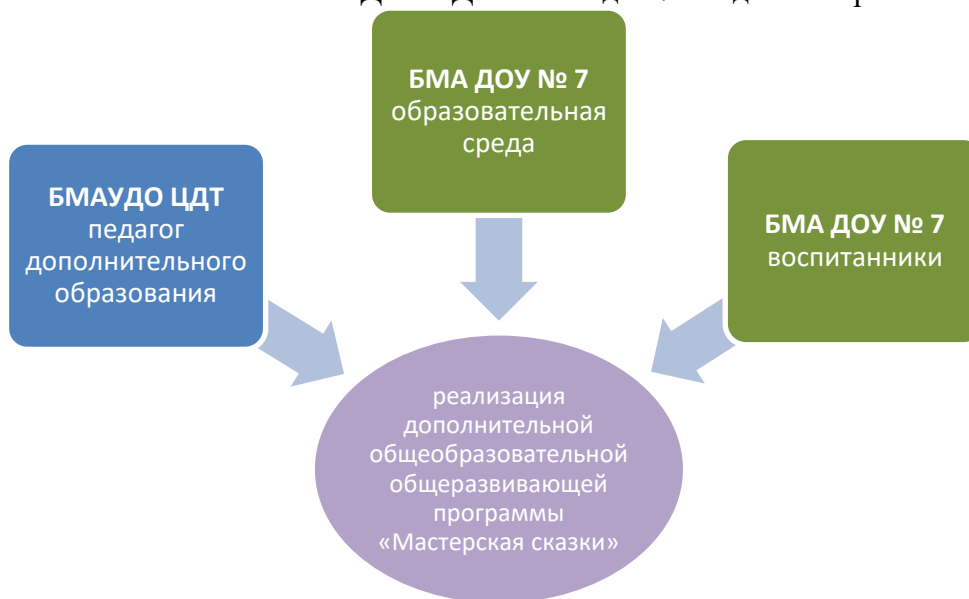 БМА ДОУ № 7
образовательная
среда
БМАУДО ЦДТ
педагог
дополнительного
образования
БМА ДОУ № 7
воспитанники
реализация
дополнительной
общеобразовательной
общеразвивающей
программы
«Мастерская сказки»